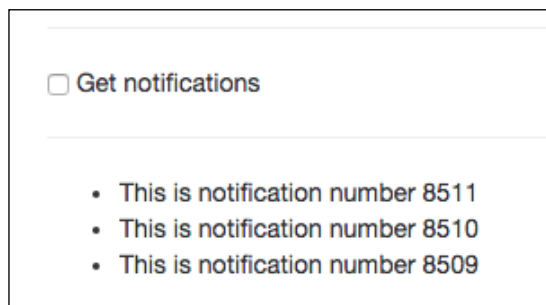 Get notifications
This is notification number 8511
This is notification number 8510
This is notification number 8509